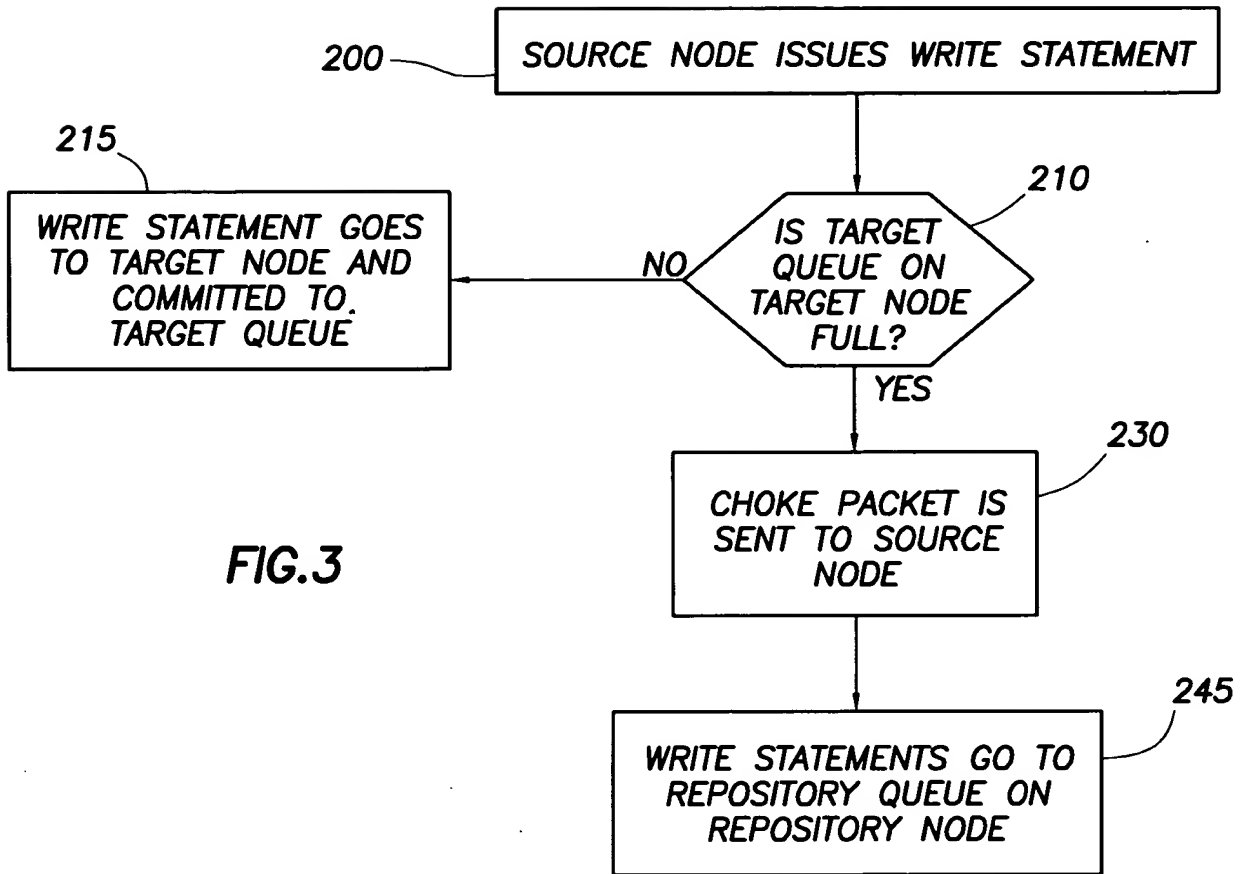 200
SOURCE NODE ISSUES WRITE STATEMENT
215
WRITE STATEMENT GOES
TO TARGET NODE AND
COMMITTED TO.
TARGET QUEUE
210
IS TARGET
QUEUE ON
TARGET NODE
FULL?
NO
YES
230
CHOKE PACKET IS
SENT TO SOURCE
NODE
FIG.3
245
WRITE STATEMENTS GO TO
REPOSITORY QUEUE ON
REPOSITORY NODE